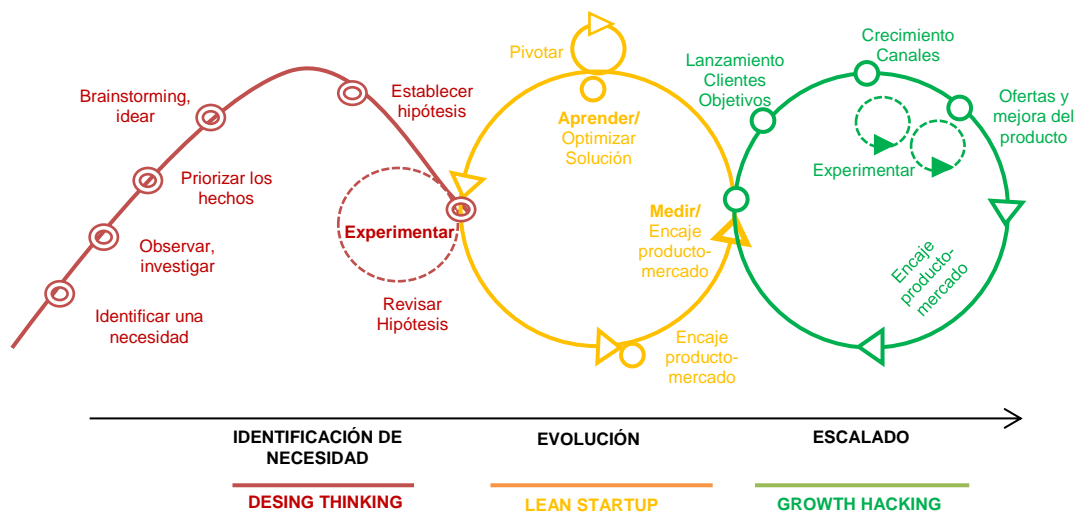 Brainstorming,
idear
Priorizar los
hechos
Observar,
investigar
Identificar una
necesidad
Establecer
hipótesis
Experimentar
Revisar
Hipótesis
Pivotar
Aprender/
Optimizar
Solución
Medir/
Encaje
producto-
mercado
Encaje
producto-
mercado
Lanzamiento
Clientes
Objetivos
Crecimiento
Canales
Ofertas y
mejora del
producto
Experimentar
Encaje
producto-
mercado
IDENTIFICACIÓN DE
NECESIDAD
EVOLUCIÓN
ESCALADO
DESING THINKING
LEAN STARTUP
GROWTH HACKING